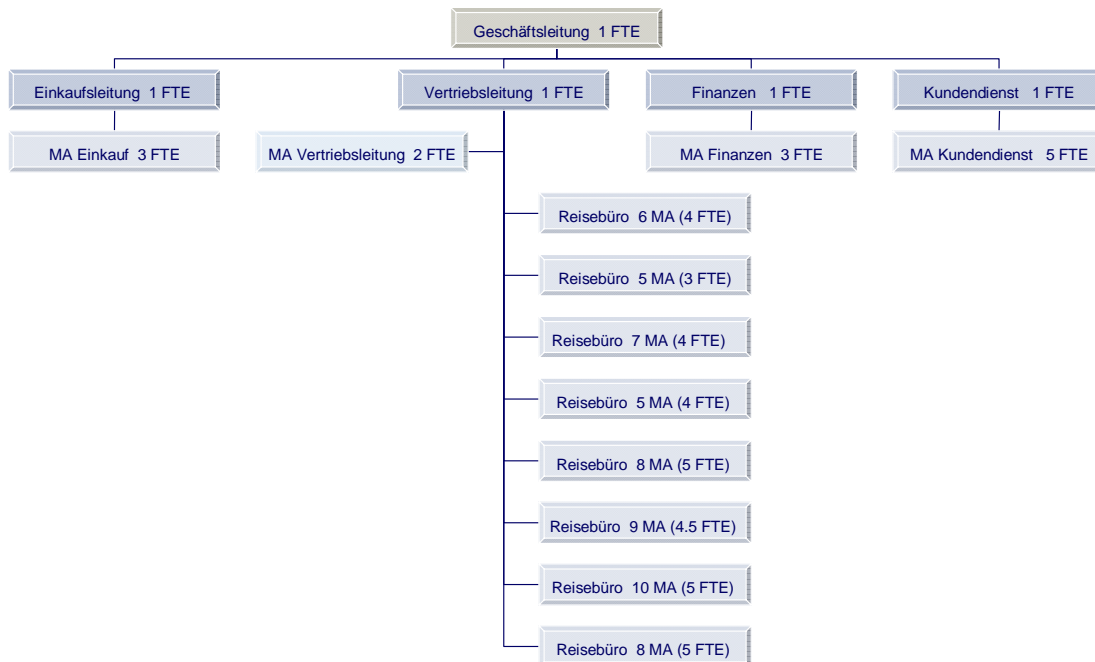 Geschäftsleitung 1 FTE
Einkaufsleitung 1 FTE
Vertriebsleitung 1 FTE
Finanzen 1 FTE
Kundendienst 1 FTE
MA Einkauf 3 FTE
MA Vertriebsleitung 2 FTE
MA Finanzen 3 FTE
MA Kundendienst 5 FTE
Reisebüro 6 MA (4 FTE)
Reisebüro 5 MA (3 FTE)
Reisebüro 7 MA (4 FTE)
Reisebüro 5 MA (4 FTE)
Reisebüro 8 MA (5 FTE)
Reisebüro 9 MA (4.5 FTE)
Reisebüro 10 MA (5 FTE)
Reisebüro 8 MA (5 FTE)